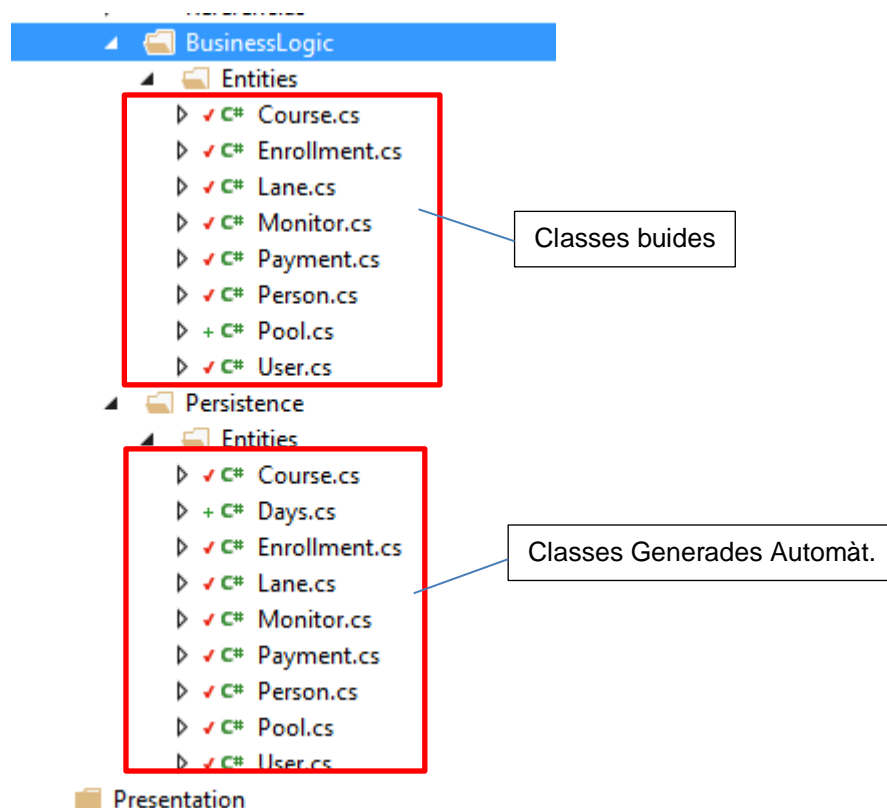 Referencias
BusinessLogic
Entities
C# Course.cs
C# Enrollment.cs
C# Lane.cs
C# Monitor.cs
C# Payment.cs
C# Person.cs
+ C# Pool.cs
C# User.cs
Classes buides
Persistence
Entities
C# Course.cs
+ C# Days.cs
C# Enrollment.cs
C# Lane.cs
C# Monitor.cs
C# Payment.cs
C# Person.cs
C# Pool.cs
C# User.cs
Classes Generades Automàt.
Presentation